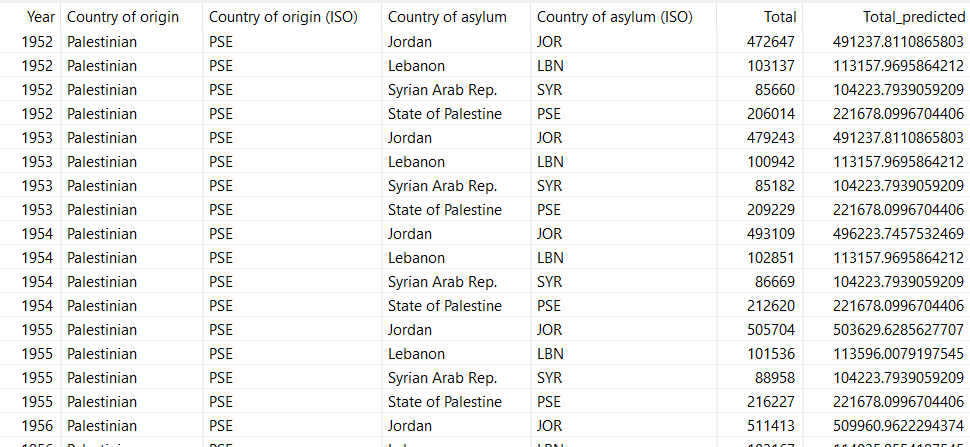 Year Country of origin Country of origin (ISO) Country of asylum Country of asylum (ISO) Total Total_predicted
1952 Palestinian PSE Jordan JOR 472647 491237.8110865803
1952 Palestinian PSE Lebanon LBN 103137 113157.9695864212
1952 Palestinian PSE Syrian Arab Rep. SYR 85660 104223.7939059209
1952 Palestinian PSE State of Palestine PSE 206014 221678.0996704406
1953 Palestinian PSE Jordan JOR 479243 491237.8110865803
1953 Palestinian PSE Lebanon LBN 100942 113157.9695864212
1953 Palestinian PSE Syrian Arab Rep. SYR 85182 104223.7939059209
1953 Palestinian PSE State of Palestine PSE 209229 221678.0996704406
1954 Palestinian PSE Jordan JOR 493109 496223.7457532469
1954 Palestinian PSE Lebanon LBN 102851 113157.9695864212
1954 Palestinian PSE Syrian Arab Rep. SYR 86669 104223.7939059209
1954 Palestinian PSE State of Palestine PSE 212620 221678.0996704406
1955 Palestinian PSE Jordan JOR 505704 503629.6285627707
1955 Palestinian PSE Lebanon LBN 101536 113596.0079197545
1955 Palestinian PSE Syrian Arab Rep. SYR 88958 104223.7939059209
1955 Palestinian PSE State of Palestine PSE 216227 221678.0996704406
1956 Palestinian PSE Jordan JOR 511413 509960.9622294374